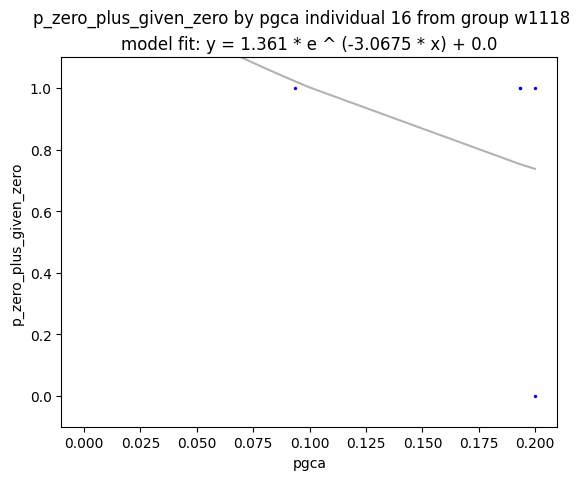 p_zero_plus_given_zero by pgca individual 16 from group w1118
model fit: y = 1.361 * e ^ (-3.0675 * x) + 0.0
1.0
0.8
0.6
0.4
0.2
0.0
p_zero_plus_given_zero
0.000 0.025 0.050 0.075 0.100 0.125 0.150 0.175 0.200
pgca